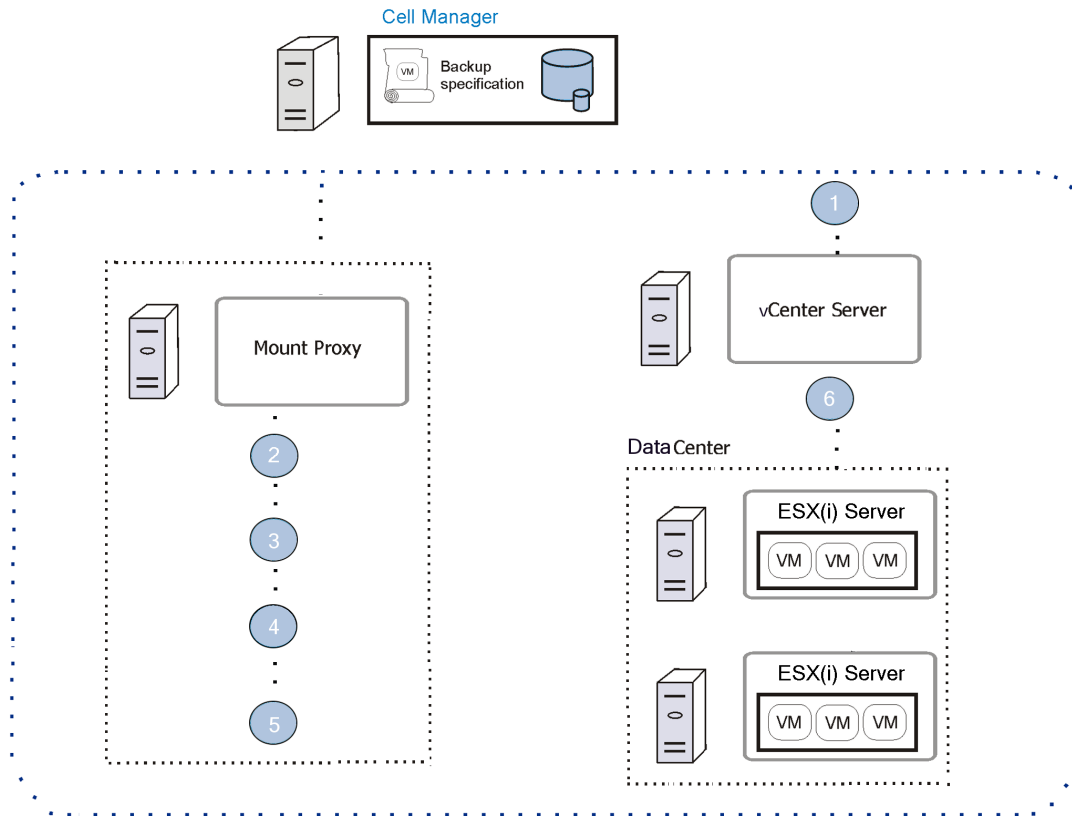 Cell Manager
VM
Backup
specification
1
vCenter Server
Mount Proxy
6
2
Data Center
3
ESX(i) Server
VM VM VM
4
5
ESX(i) Server
VM VM VM